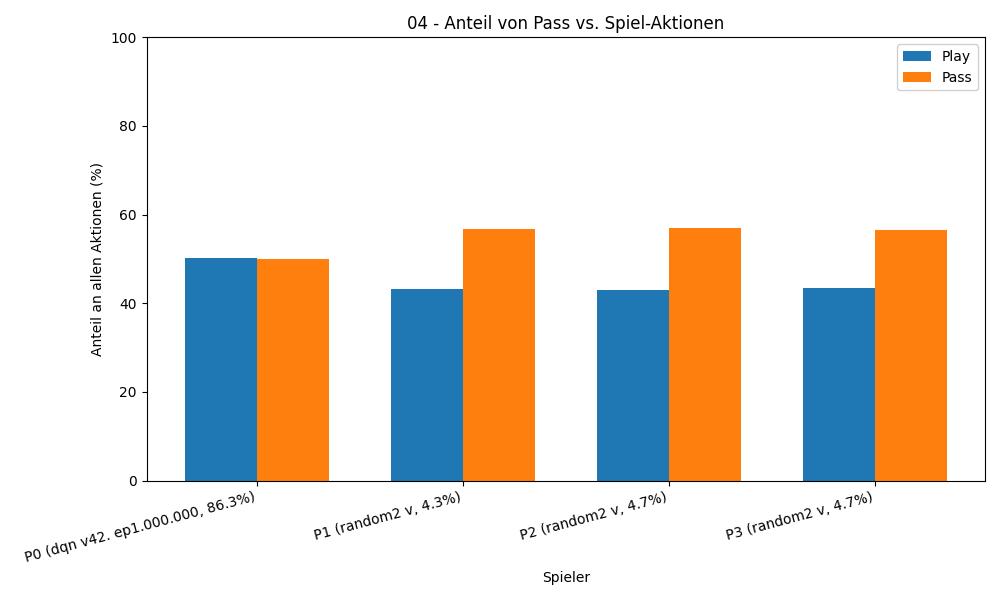 04 - Anteil von Pass vs. Spiel-Aktionen
Anteil an allen Aktionen (%)
100
80
60
40
20
0
Play
Pass
P0 (dqn v42. ep1.000.000, 86.3%)
P1 (random2 v, 4.3%)
P2 (random2 v, 4.7%)
P3 (random2 v, 4.7%)
Spieler